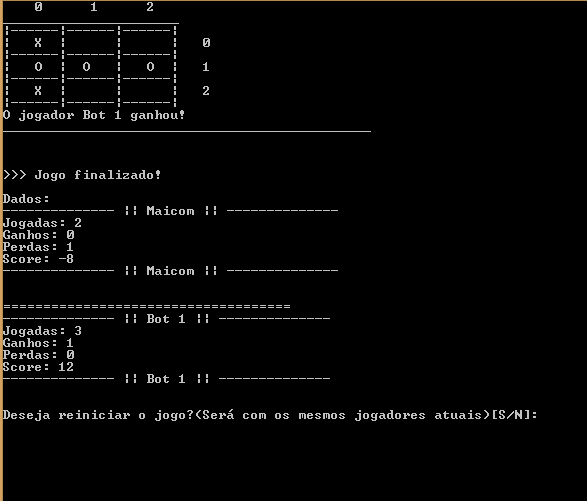 0 1 2
¦------¦------¦------¦
¦ X ¦ ¦ ¦ 0
¦------¦------¦------¦
¦ O ¦ O ¦ O ¦ 1
¦------¦------¦------¦
¦ X ¦ ¦ ¦ 2
¦------¦------¦------¦
O jogador Bot 1 ganhou!
>>> Jogo finalizado!
Dados:
-------------- ¦¦ Maicom ¦¦ --------------
Jogadas: 2
Ganhos: 0
Perdas: 1
Score: -8
-------------- ¦¦ Maicom ¦¦ --------------
====================================
-------------- ¦¦ Bot 1 ¦¦ --------------
Jogadas: 3
Ganhos: 1
Perdas: 0
Score: 12
-------------- ¦¦ Bot 1 ¦¦ --------------
Deseja reiniciar o jogo?(Será com os mesmos jogadores atuais)[S/N]: